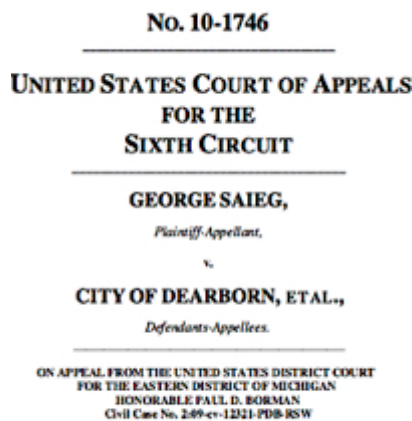 NO. 10-1746
UNITED STATES COURT OF APPEALS
FOR THE
SIXTH CIRCUIT
GEORGE SAIEG,
Plaintiff-Appellant,
v.
CITY OF DEARBORN, ET AL.,
Defendants-Appellees.
ON APPEAL FROM THE UNITED STATES DISTRICT COURT
FOR THE EASTERN DISTRICT OF MICHIGAN
HONORABLE PAUL D. BORMAN
Civil Case No. 2:09-cv-12321-PDB-RSW